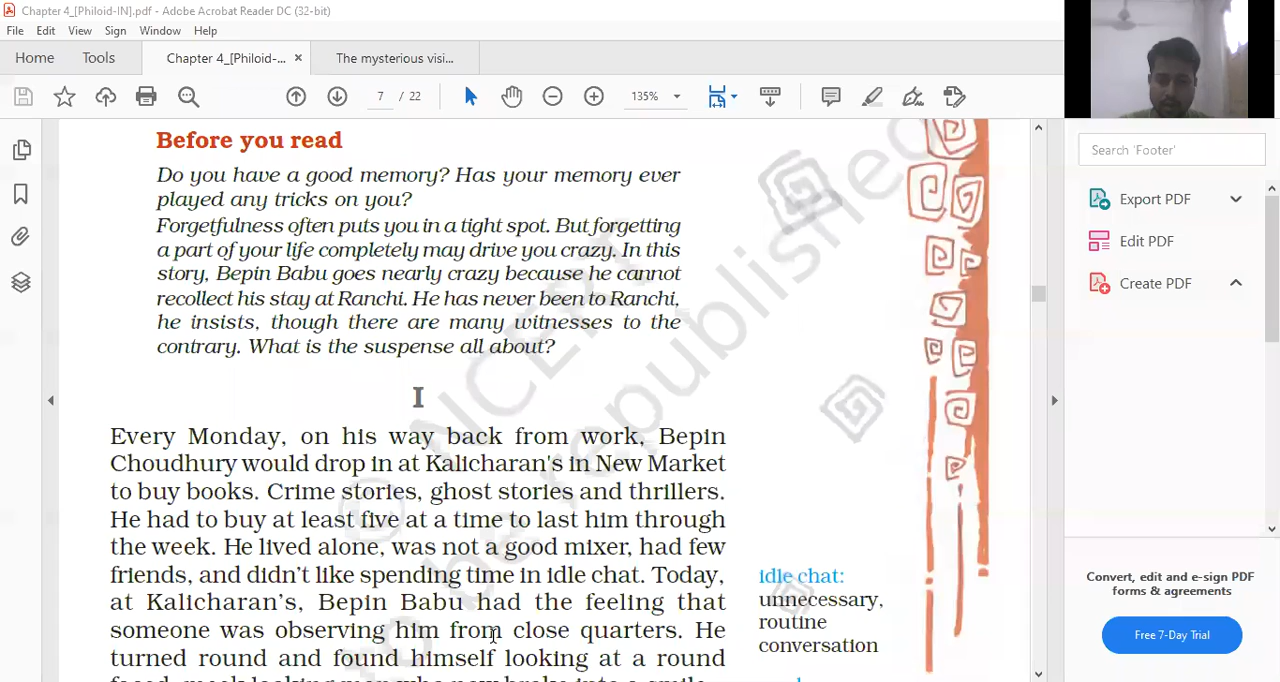 Chapter 4_[Philoid-IN].pdf - Adobe Acrobat Reader DC (32-bit)
File Edit View Sign Window Help
Home Tools Chapter 4_[Philoid-... × The mysterious visi...
7 / 22 135%
Search 'Footer'
Export PDF
Edit PDF
Create PDF
Before you read
Do you have a good memory? Has your memory ever
played any tricks on you?
Forgetfulness often puts you in a tight spot. But forgetting
a part of your life completely may drive you crazy. In this
story, Bepin Babu goes nearly crazy because he cannot
recollect his stay at Ranchi. He has never been to Ranchi,
he insists, though there are many witnesses to the
contrary. What is the suspense all about?
I
Every Monday, on his way back from work, Bepin
Choudhury would drop in at Kalicharan's in New Market
to buy books. Crime stories, ghost stories and thrillers.
He had to buy at least five at a time to last him through
the week. He lived alone, was not a good mixer, had few
friends, and didn't like spending time in idle chat. Today,
at Kalicharan's, Bepin Babu had the feeling that
someone was observing him from close quarters. He
turned round and found himself looking at a round
idle chat:
unnecessary,
routine
conversation
© NCERT
to be republished
Convert, edit and e-sign PDF
forms & agreements
Free 7-Day Trial